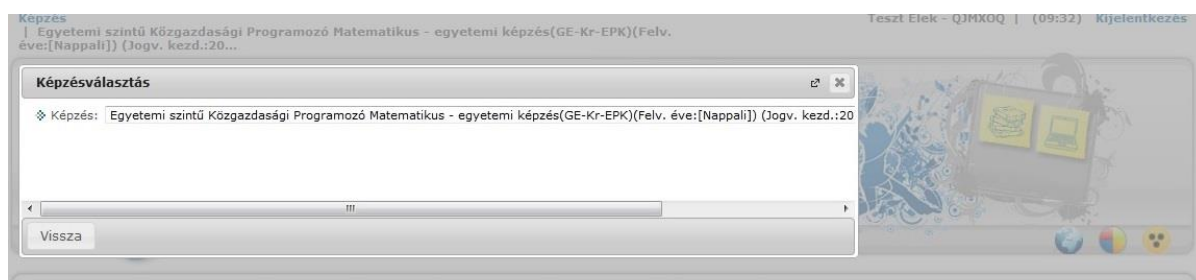 Képzés
Teszt Elek - QJMXOQ | (09:32) Kijelentkezés
| Egyetemi szintű Közgazdasági Programozó Matematikus - egyetemi képzés(GE-Kr-EPK)(Felv.
éve:[Nappali]) (Jogv. kezd.:20...
Képzésválasztás
Képzés: Egyetemi szintű Közgazdasági Programozó Matematikus - egyetemi képzés(GE-Kr-EPK)(Felv. éve:[Nappali]) (Jogv. kezd.:20
Vissza